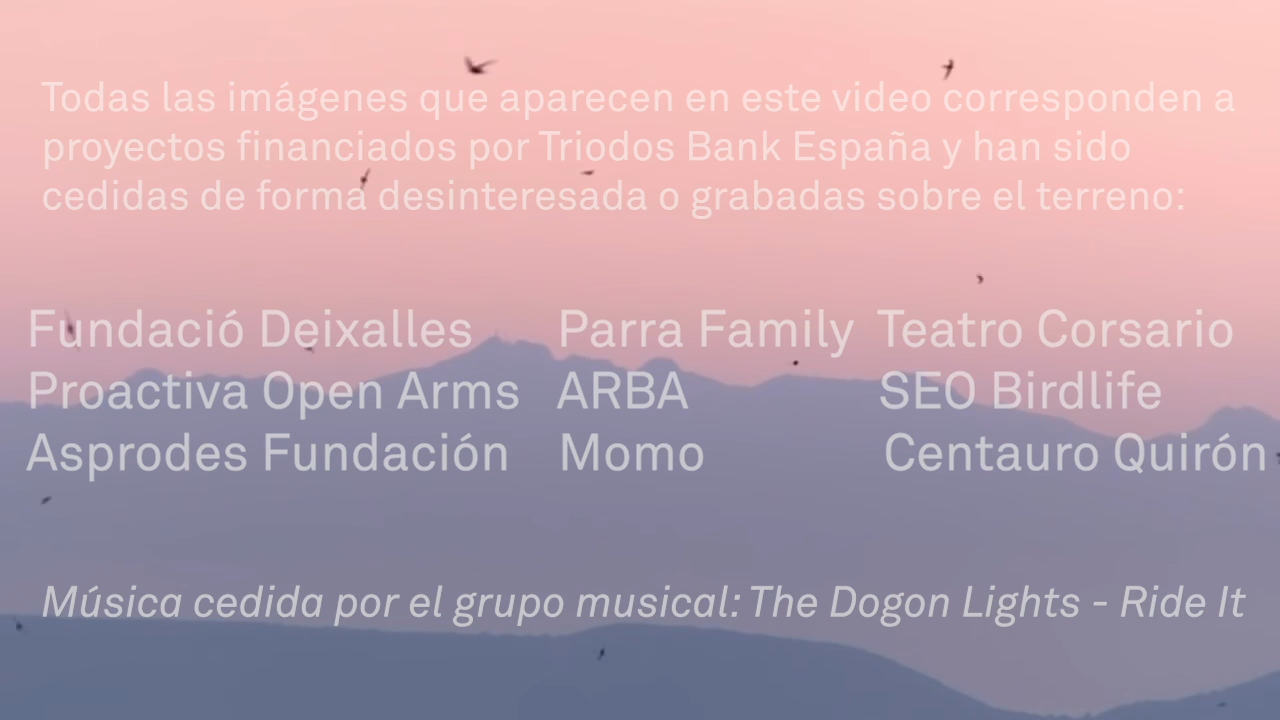 Todas las imágenes que aparecen en este video corresponden a
proyectos financiados por Triodos Bank España y han sido
cedidas de forma desinteresada o grabadas sobre el terreno:
Fundació Deixalles
Proactiva Open Arms
Asprodes Fundación
Parra Family
ARBA
Momo
Teatro Corsario
SEO Birdlife
Centauro Quirón
Música cedida por el grupo musical: The Dogon Lights - Ride It